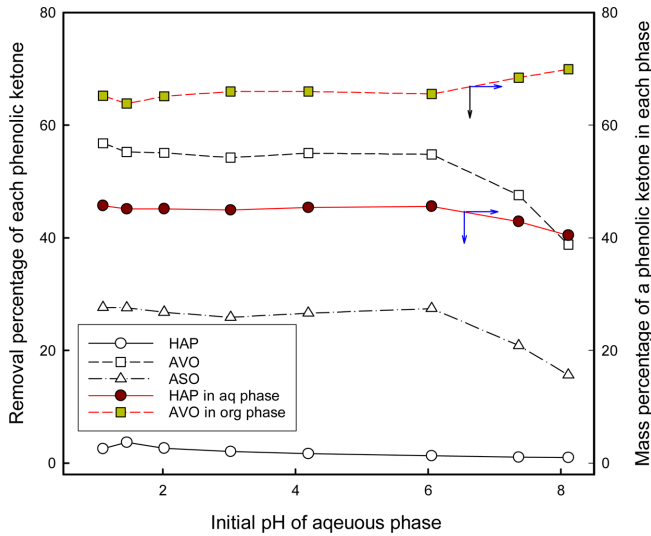 80
60
40
20
0
Removal percentage of each phenolic ketone
80
60
40
20
0
Mass percentage of a phenolic ketone in each phase
HAP
AVO
ASO
HAP in aq phase
AVO in org phase
2
4
6
8
Initial pH of aqeuous phase